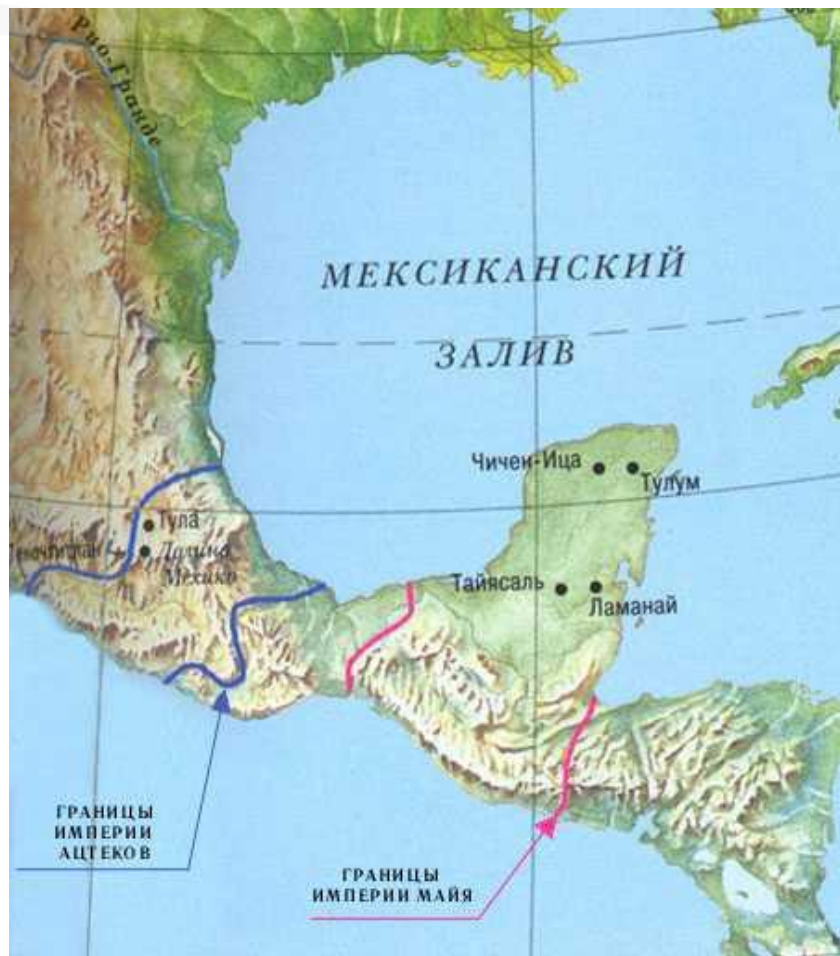 Рио-Гранде
МЕКСИКАНСКИЙ
ЗАЛИВ
Чичен-Ица
Тулум
Тула
Долина
Мехико
Тайясаль
Ламанай
ГРАНИЦЫ
ИМПЕРИИ
АЦТЕКОВ
ГРАНИЦЫ
ИМПЕРИИ МАЙЯ